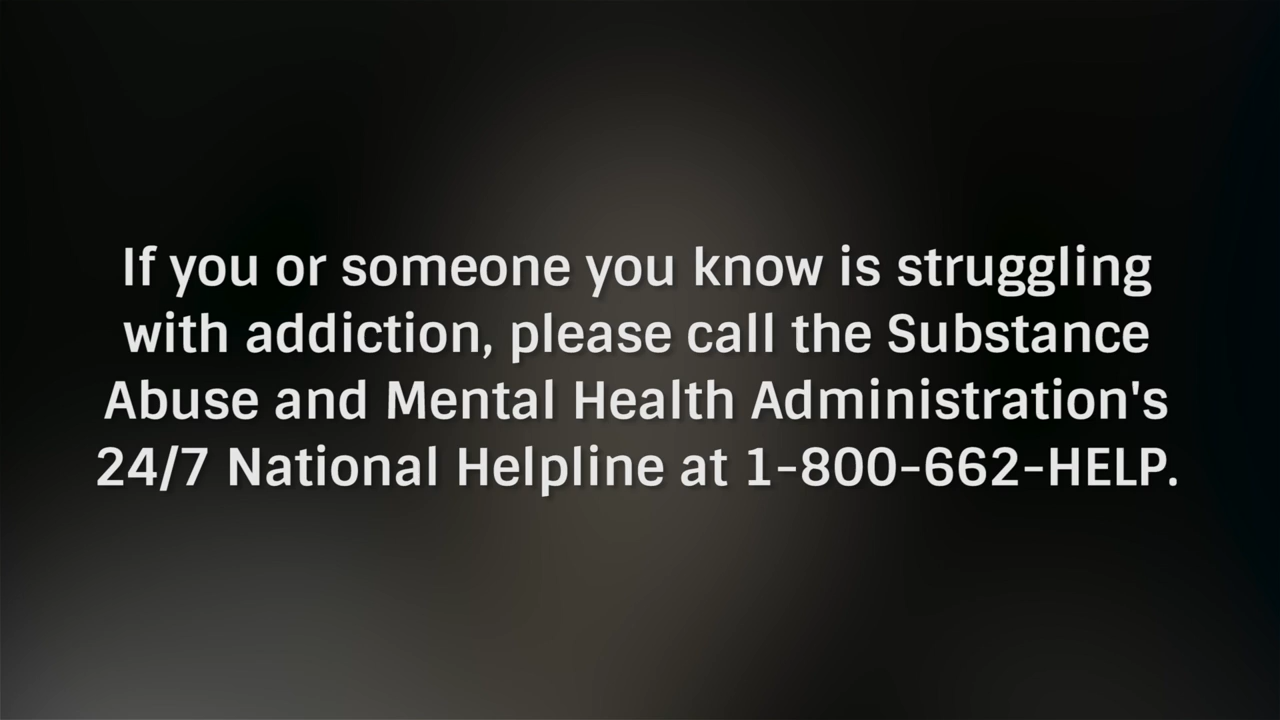 If you or someone you know is struggling
with addiction, please call the Substance
Abuse and Mental Health Administration's
24/7 National Helpline at 1-800-662-HELP.